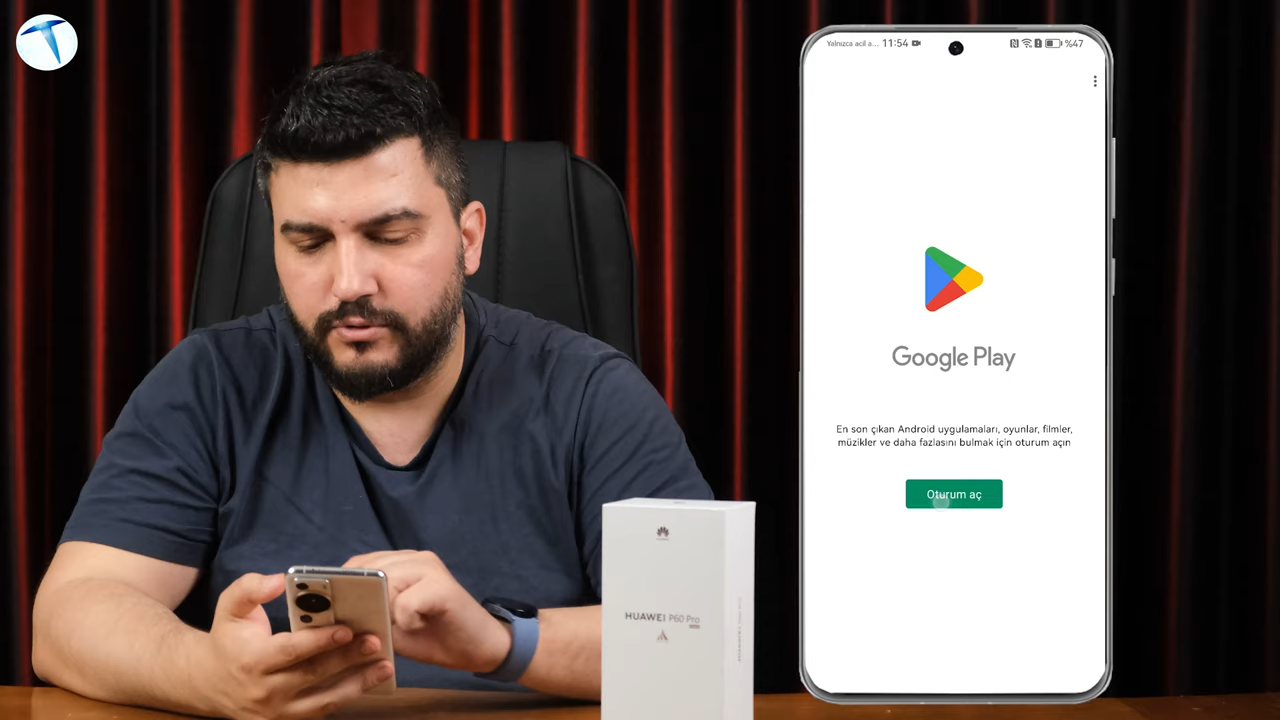 Yalnızca acil a... 11:54 %47
Google Play
En son çıkan Android uygulamaları, oyunlar, filmler,
müzikler ve daha fazlasını bulmak için oturum açın
Oturum aç
HUAWEI
HUAWEI P60 Pro